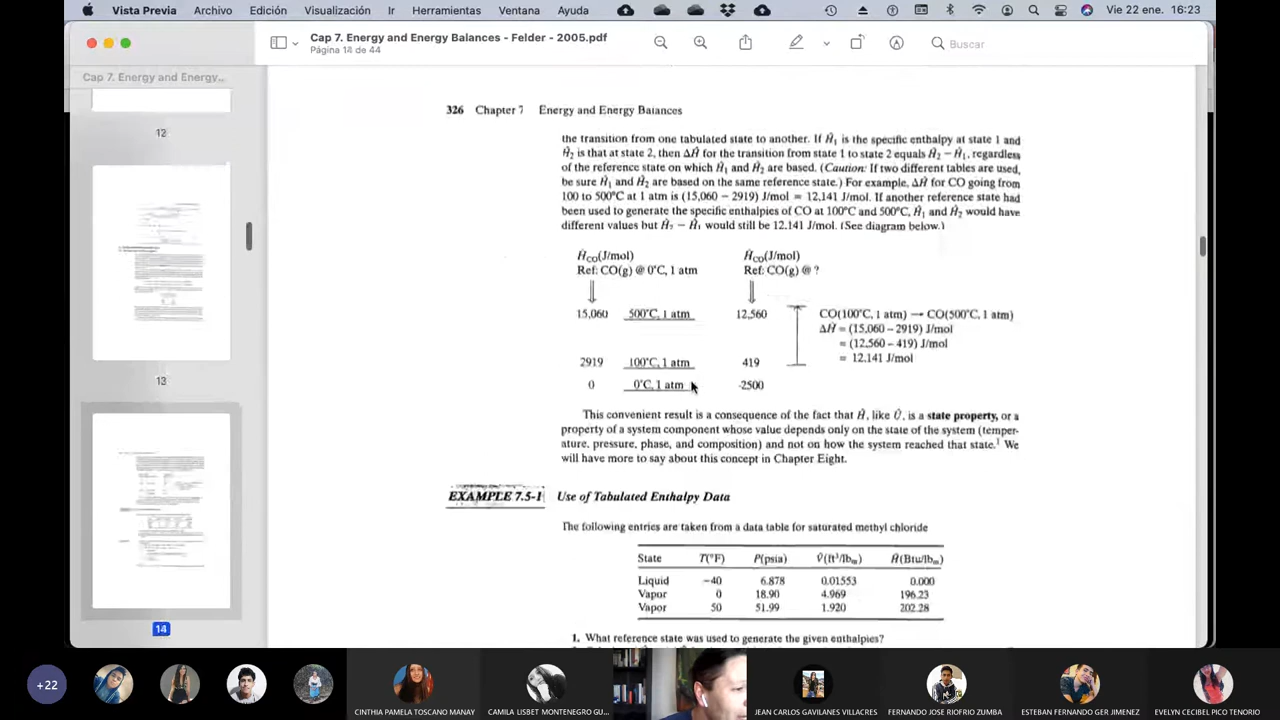 Vista Previa Archivo Edición Visualización Ir Herramientas Ventana Ayuda Vie 22 ene. 16:23
Cap 7. Energy and Energy Balances - Felder - 2005.pdf
Página 14 de 44
Buscar
Cap 7. Energy and Energy...
12
13
14
326 Chapter 7 Energy and Energy Balances
the transition from one tabulated state to another. If Ĥ₁ is the specific enthalpy at state 1 and
Ĥ₂ is that at state 2, then ΔĤ for the transition from state 1 to state 2 equals Ĥ₂ − Ĥ₁, regardless
of the reference state on which Ĥ₁ and Ĥ₂ are based. (Caution: If two different tables are used,
be sure Ĥ₁ and Ĥ₂ are based on the same reference state.) For example, ΔĤ for CO going from
100 to 500°C at 1 atm is (15,060 − 2919) J/mol = 12,141 J/mol. If another reference state had
been used to generate the specific enthalpies of CO at 100°C and 500°C, Ĥ₁ and Ĥ₂ would have
different values but Ĥ₂ − Ĥ₁ would still be 12,141 J/mol. (See diagram below.)
Ĥ_CO(J/mol) Ĥ_CO(J/mol)
Ref: CO(g) @ 0°C, 1 atm Ref: CO(g) @ ?
15,060 500°C, 1 atm 12,560 CO(100°C, 1 atm) → CO(500°C, 1 atm)
ΔĤ = (15,060 − 2919) J/mol
= (12,560 − 419) J/mol
= 12,141 J/mol
2919 100°C, 1 atm 419
0 0°C, 1 atm -2500
This convenient result is a consequence of the fact that Ĥ, like Û, is a state property, or a
property of a system component whose value depends only on the state of the system (temper-
ature, pressure, phase, and composition) and not on how the system reached that state.¹ We
will have more to say about this concept in Chapter Eight.
EXAMPLE 7.5-1 Use of Tabulated Enthalpy Data
The following entries are taken from a data table for saturated methyl chloride
State T(°F) P(psia) V̂(ft³/lbₘ) Ĥ(Btu/lbₘ)
Liquid −40 6.878 0.01553 0.000
Vapor 0 18.90 4.969 196.23
Vapor 50 51.99 1.920 202.28
1. What reference state was used to generate the given enthalpies?
+22
CINTHIA PAMELA TOSCANO MANAY
CAMILA LISBET MONTENEGRO GU...
JEAN CARLOS GAVILANES VILLACRES
FERNANDO JOSE RIOFRIO ZUMBA
ESTEBAN FERNANDO GER JIMENEZ
EVELYN CECIBEL PICO TENORIO